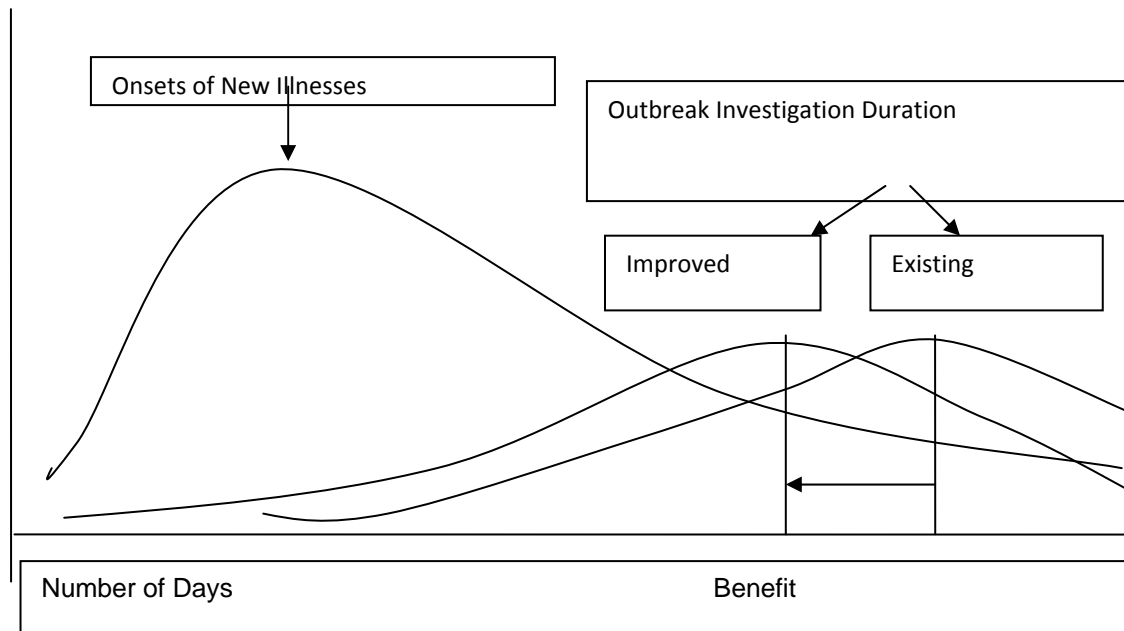 Onsets of New Illnesses
Outbreak Investigation Duration
Improved
Existing
Number of Days
Benefit